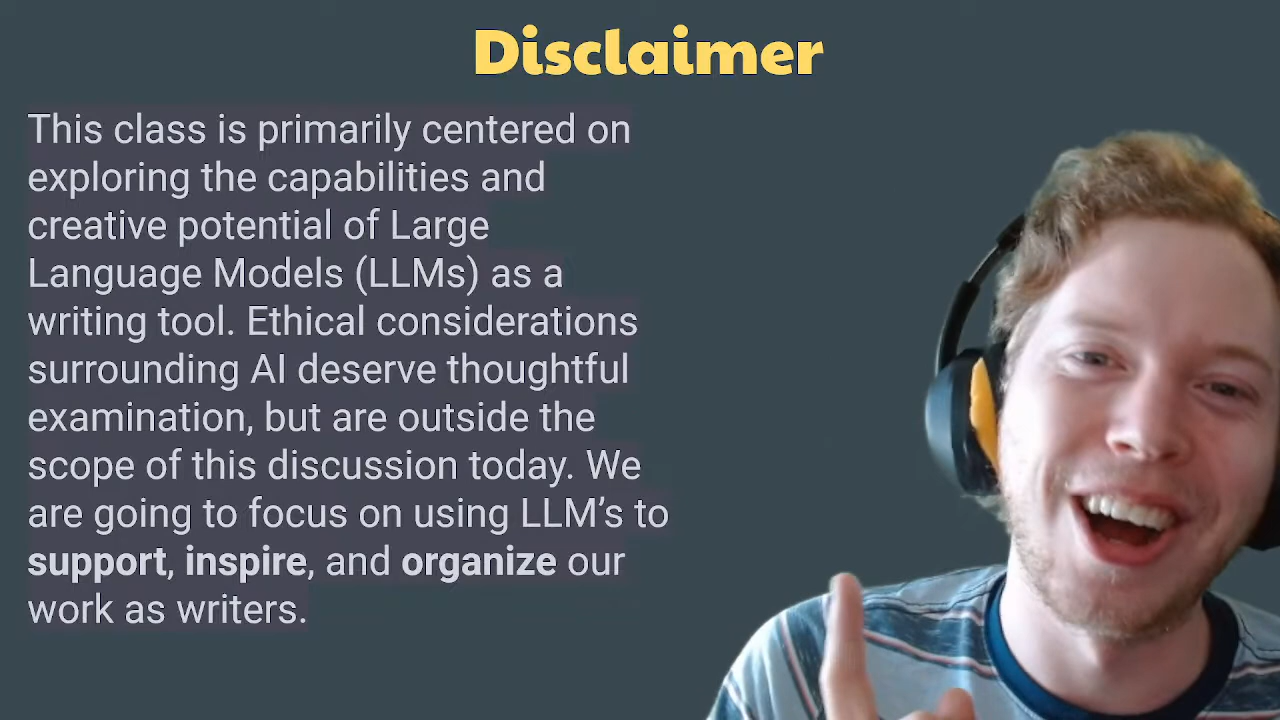 Disclaimer
This class is primarily centered on
exploring the capabilities and
creative potential of Large
Language Models (LLMs) as a
writing tool. Ethical considerations
surrounding AI deserve thoughtful
examination, but are outside the
scope of this discussion today. We
are going to focus on using LLM’s to
support, inspire, and organize our
work as writers.